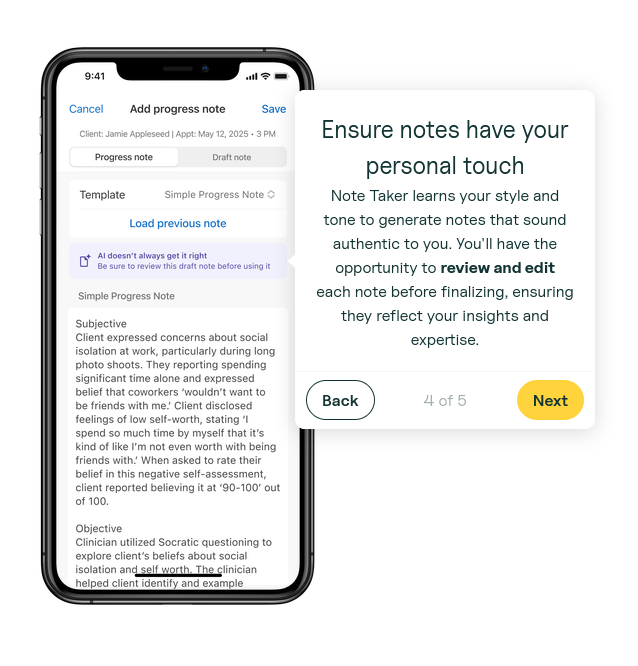 9:41
Cancel
Add progress note
Save
Client: Jamie Appleseed | Appt: May 12, 2025 • 3 PM
Progress note
Draft note
Template
Simple Progress Note
Load previous note
AI doesn’t always get it right
Be sure to review this draft note before using it
Simple Progress Note
Subjective
Client expressed concerns about social
isolation at work, particularly during long
photo shoots. They reporting spending
significant time alone and expressed
belief that coworkers ‘wouldn’t want to
be friends with me.’ Client disclosed
feelings of low self-worth, stating ‘I
spend so much time by myself that it’s
kind of like I’m not even worth with being
friends with.’ When asked to rate their
belief in this negative self-assessment,
client reported believing it at ‘90-100’ out
of 100.
Objective
Clinician utilized Socratic questioning to
explore client’s beliefs about social
isolation and self worth. The clinician
helped client identify and example
Ensure notes have your
personal touch
Note Taker learns your style and
tone to generate notes that sound
authentic to you. You'll have the
opportunity to review and edit
each note before finalizing, ensuring
they reflect your insights and
expertise.
Back
4 of 5
Next